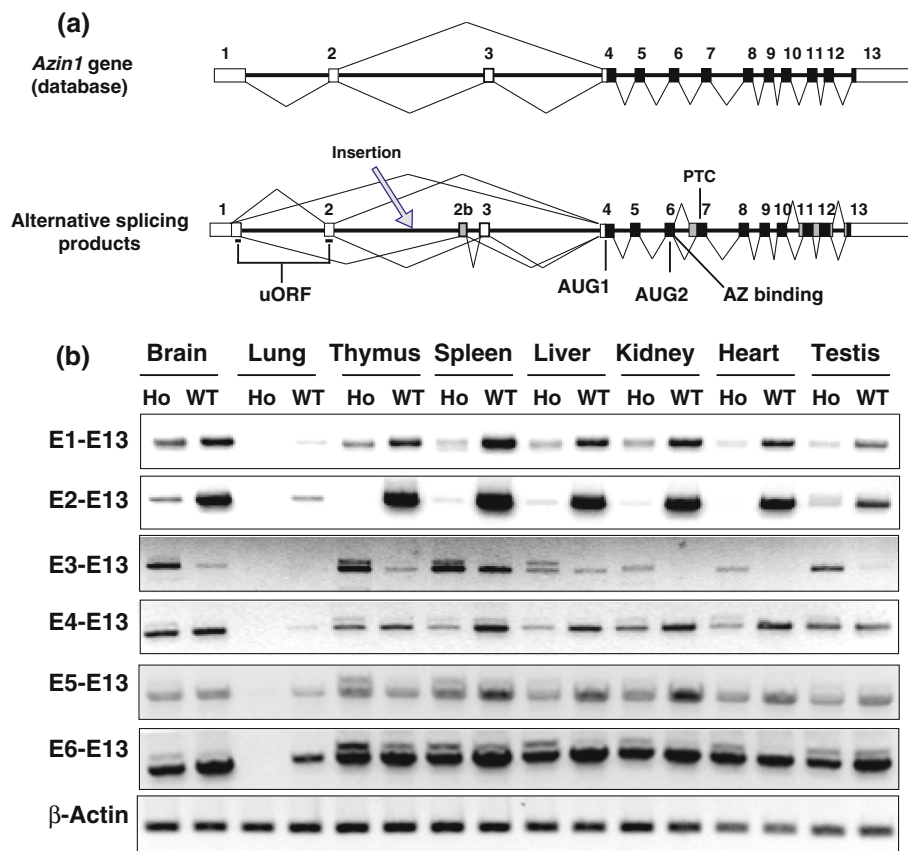 (a)
Azin1 gene
(database)
1 2 3 4 5 6 7 8 9 10 11 12 13
Insertion
PTC
Alternative splicing
products
1 2 2b 3 4 5 6 7 8 9 10 11 12 13
uORF
AUG1
AUG2
AZ binding
(b)
Brain Lung Thymus Spleen Liver Kidney Heart Testis
Ho WT Ho WT Ho WT Ho WT Ho WT Ho WT Ho WT Ho WT
E1-E13
E2-E13
E3-E13
E4-E13
E5-E13
E6-E13
β-Actin